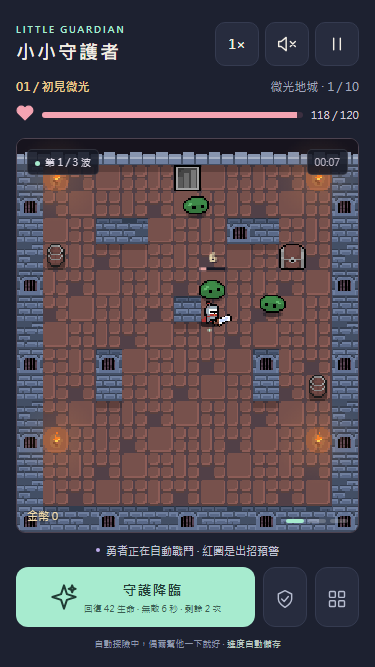 LITTLE GUARDIAN
小小守護者
1×
01 / 初見微光
微光地城 · 1 / 10
118 / 120
第 1 / 3 波
00:07
金幣 0
勇者正在自動戰鬥 · 紅圈是出招預警
守護降臨
回復 42 生命 · 無敵 6 秒 · 剩餘 2 次
自動探險中，偶爾幫他一下就好 · 進度自動儲存